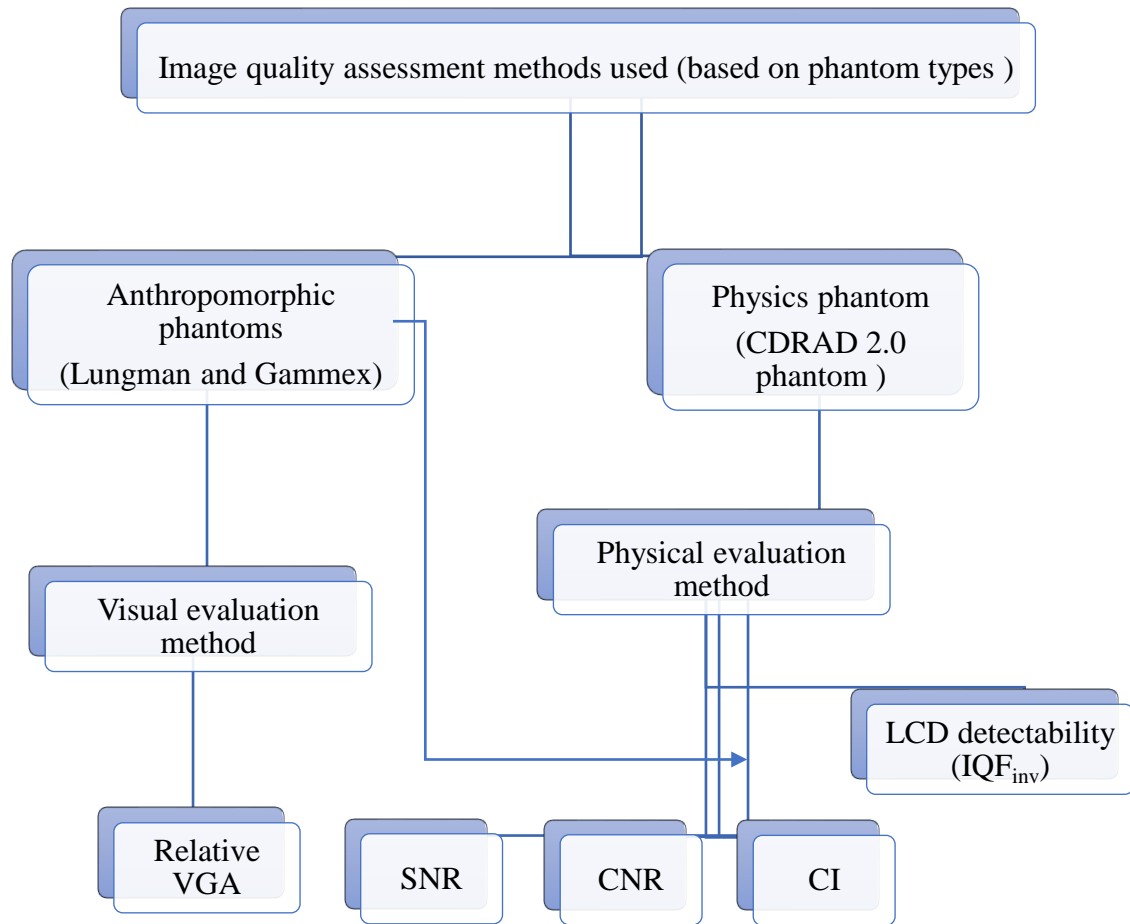 Image quality assessment methods used (based on phantom types )
Anthropomorphic
phantoms
(Lungman and Gammex)
Physics phantom
(CDRAD 2.0
phantom )
Physical evaluation
method
Visual evaluation
method
LCD detectability
(IQFinv)
Relative
VGA
SNR
CNR
CI